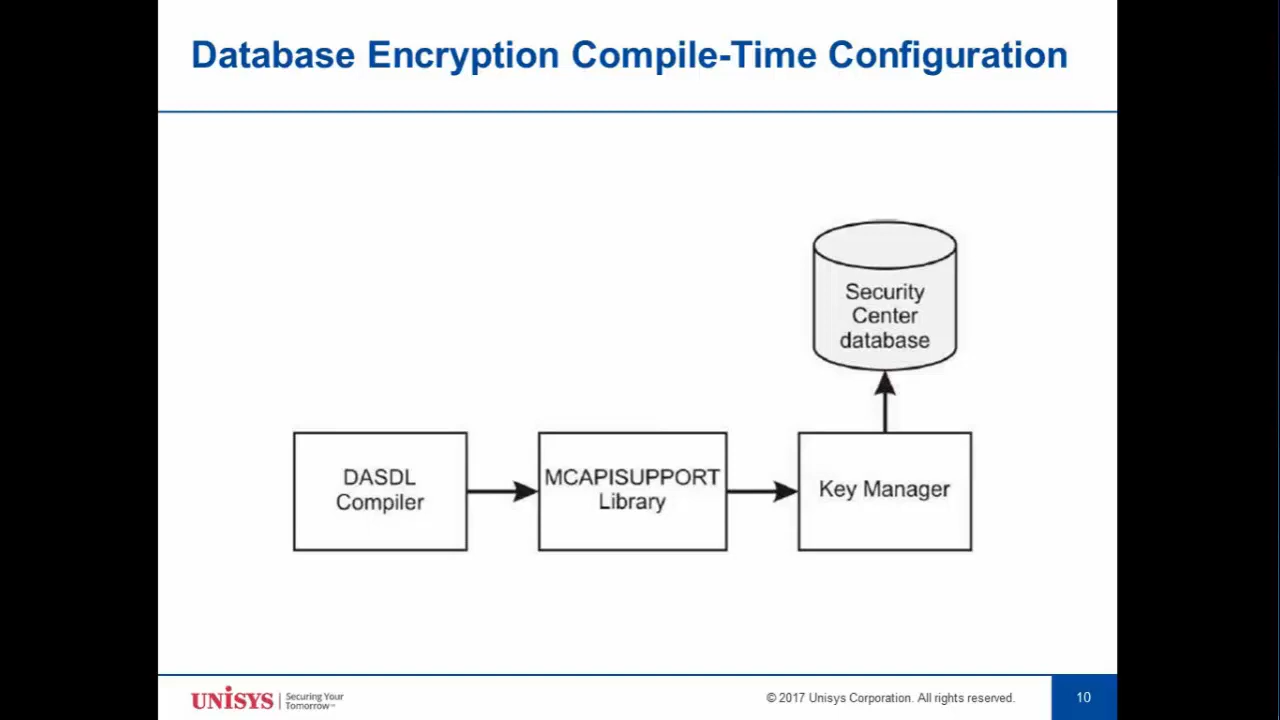 Database Encryption Compile-Time Configuration
Security
Center
database
DASDL
Compiler
MCAPISUPPORT
Library
Key Manager
UNISYS
Securing Your
Tomorrow™
© 2017 Unisys Corporation. All rights reserved.
10